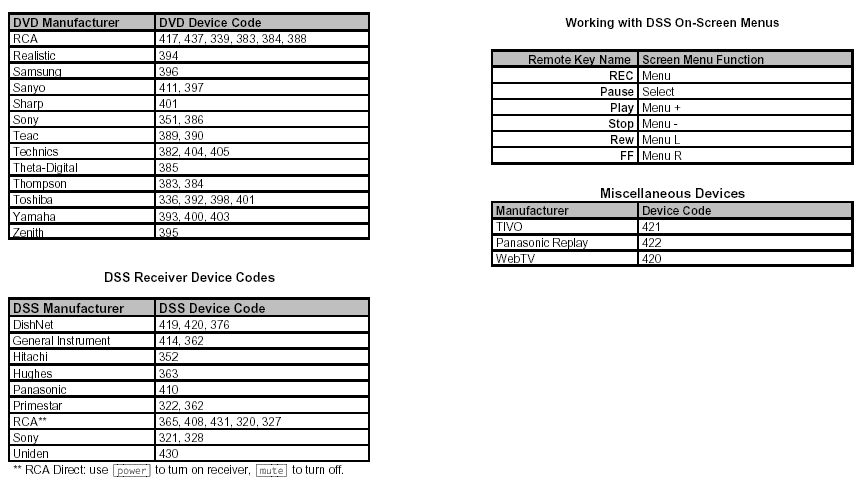 DVD Manufacturer DVD Device Code
RCA 417, 437, 339, 383, 384, 388
Realistic 394
Samsung 396
Sanyo 411, 397
Sharp 401
Sony 351, 386
Teac 389, 390
Technics 382, 404, 405
Theta-Digital 385
Thompson 383, 384
Toshiba 336, 392, 398, 401
Yamaha 393, 400, 403
Zenith 395
DSS Receiver Device Codes
DSS Manufacturer DSS Device Code
DishNet 419, 420, 376
General Instrument 414, 362
Hitachi 352
Hughes 363
Panasonic 410
Primestar 322, 362
RCA** 365, 408, 431, 320, 327
Sony 321, 328
Uniden 430
** RCA Direct: use power to turn on receiver, mute to turn off.
Working with DSS On-Screen Menus
Remote Key Name Screen Menu Function
REC Menu
Pause Select
Play Menu +
Stop Menu -
Rew Menu L
FF Menu R
Miscellaneous Devices
Manufacturer Device Code
TIVO 421
Panasonic Replay 422
WebTV 420